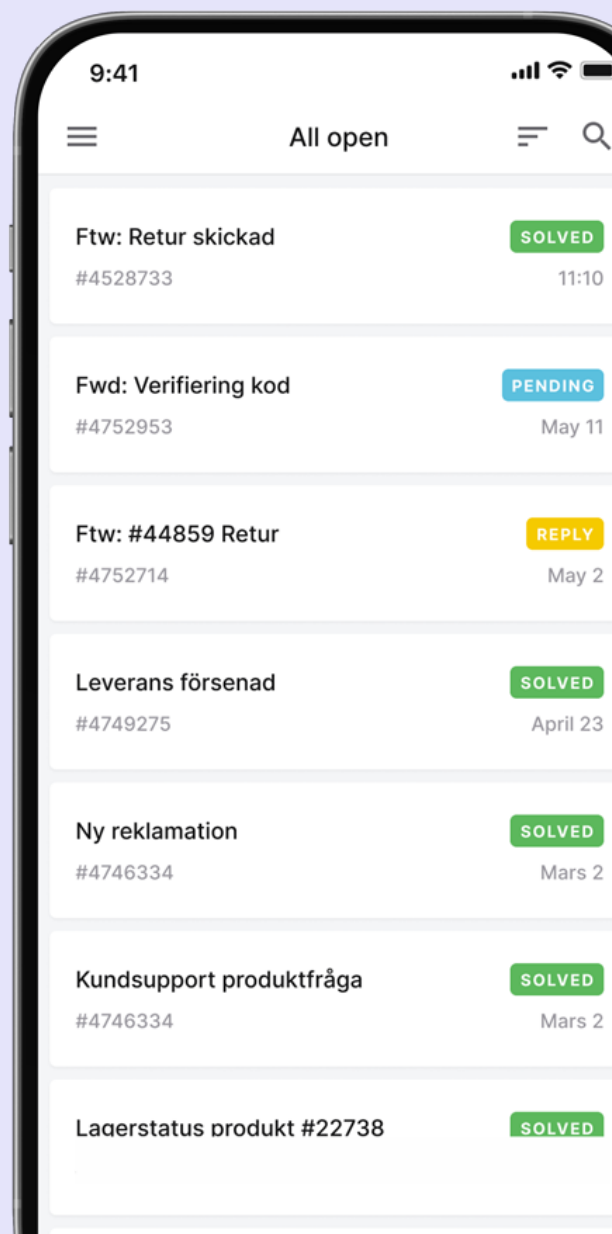 9:41
All open
Ftw: Retur skickad
SOLVED
#4528733
11:10
Fwd: Verifiering kod
PENDING
#4752953
May 11
Ftw: #44859 Retur
REPLY
#4752714
May 2
Leverans försenad
SOLVED
#4749275
April 23
Ny reklamation
SOLVED
#4746334
Mars 2
Kundsupport produktfråga
SOLVED
#4746334
Mars 2
Lagerstatus produkt #22738
SOLVED